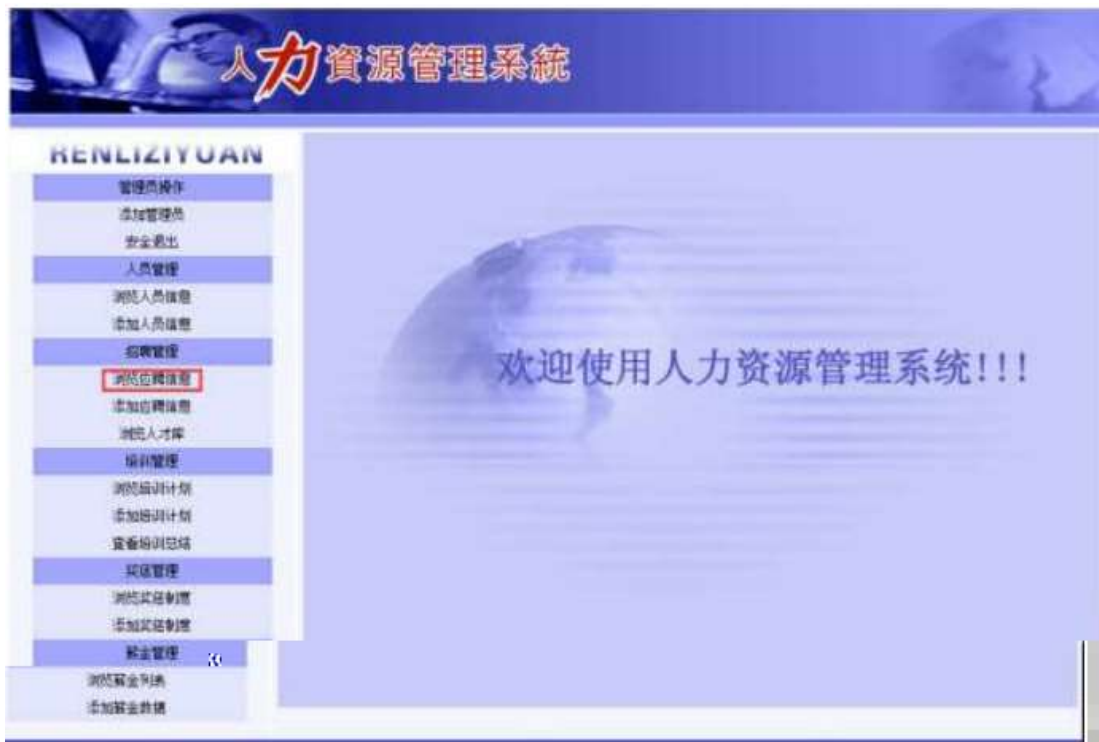 人力資源管理系統
RENLIZIYUAN
管理员操作
添加管理员
安全退出
人员管理
浏览人员信息
添加人员信息
招聘管理
浏览应聘信息
添加应聘信息
浏览人才库
培训管理
浏览培训计划
添加培训计划
查看培训总结
奖惩管理
浏览奖惩制度
添加奖惩制度
薪金管理
浏览薪金列表
添加薪金数据
欢迎使用人力资源管理系统!!!